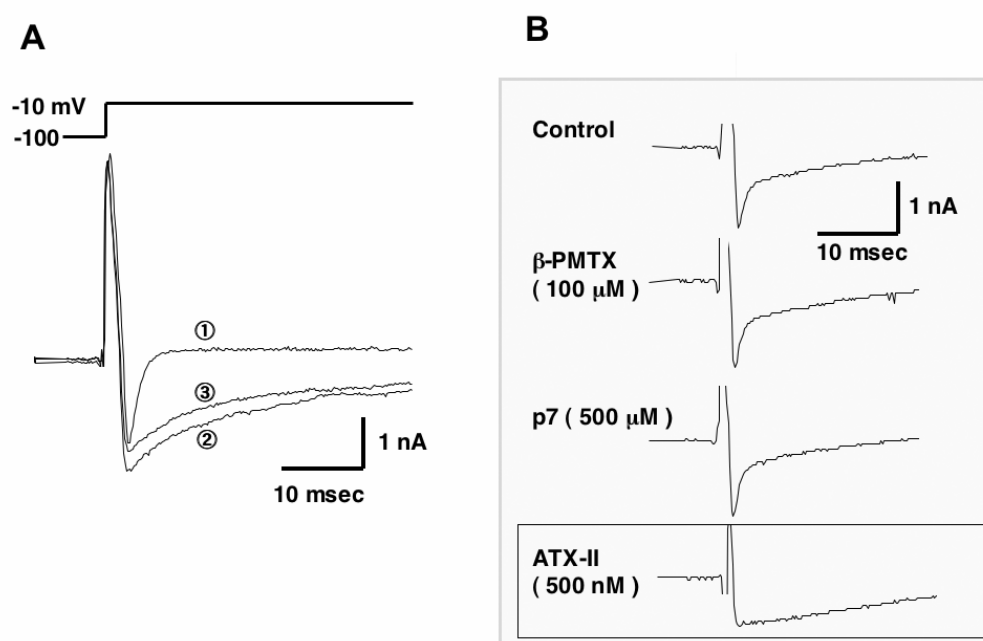 A
-10 mV
-100
①
③
②
1 nA
10 msec
B
Control
1 nA
10 msec
β-PMTX
( 100 μM )
p7 ( 500 μM )
ATX-II
( 500 nM )